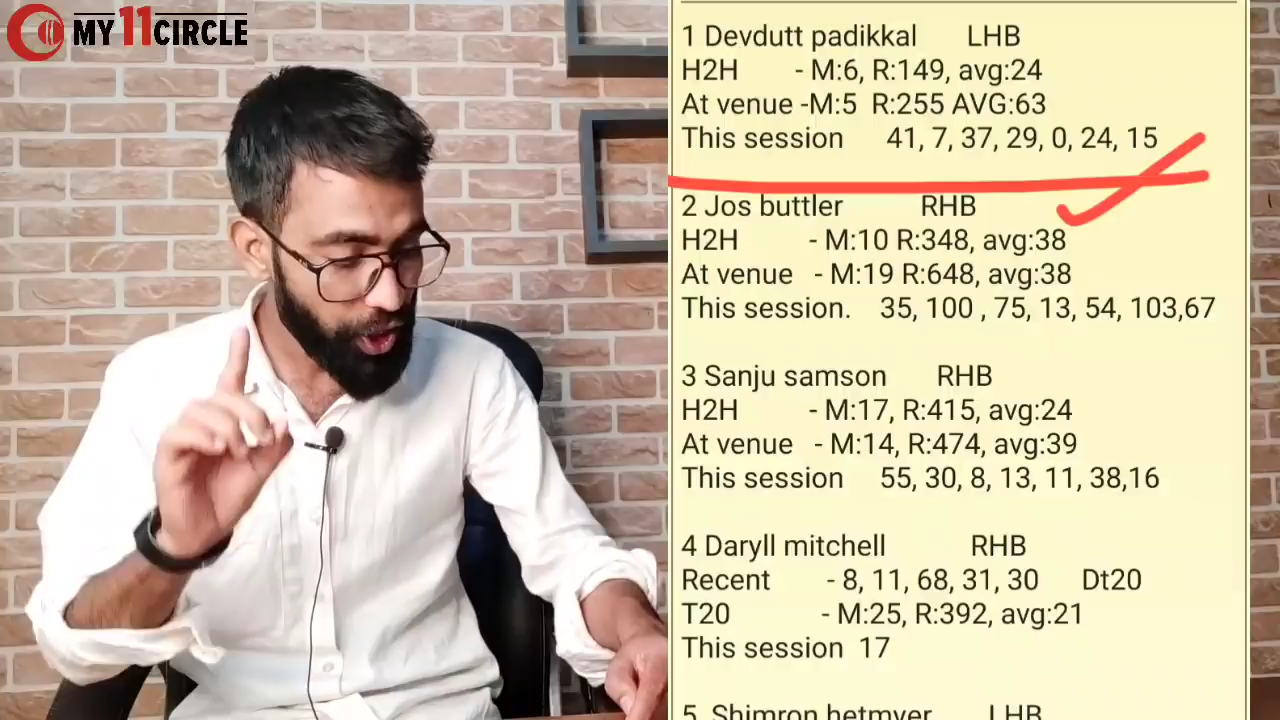 MY11CIRCLE
1 Devdutt padikkal LHB
H2H - M:6, R:149, avg:24
At venue -M:5 R:255 AVG:63
This session 41, 7, 37, 29, 0, 24, 15
2 Jos buttler RHB
H2H - M:10 R:348, avg:38
At venue - M:19 R:648, avg:38
This session. 35, 100 , 75, 13, 54, 103,67
3 Sanju samson RHB
H2H - M:17, R:415, avg:24
At venue - M:14, R:474, avg:39
This session 55, 30, 8, 13, 11, 38,16
4 Daryll mitchell RHB
Recent - 8, 11, 68, 31, 30 Dt20
T20 - M:25, R:392, avg:21
This session 17
5 Shimron hetmyer LHB